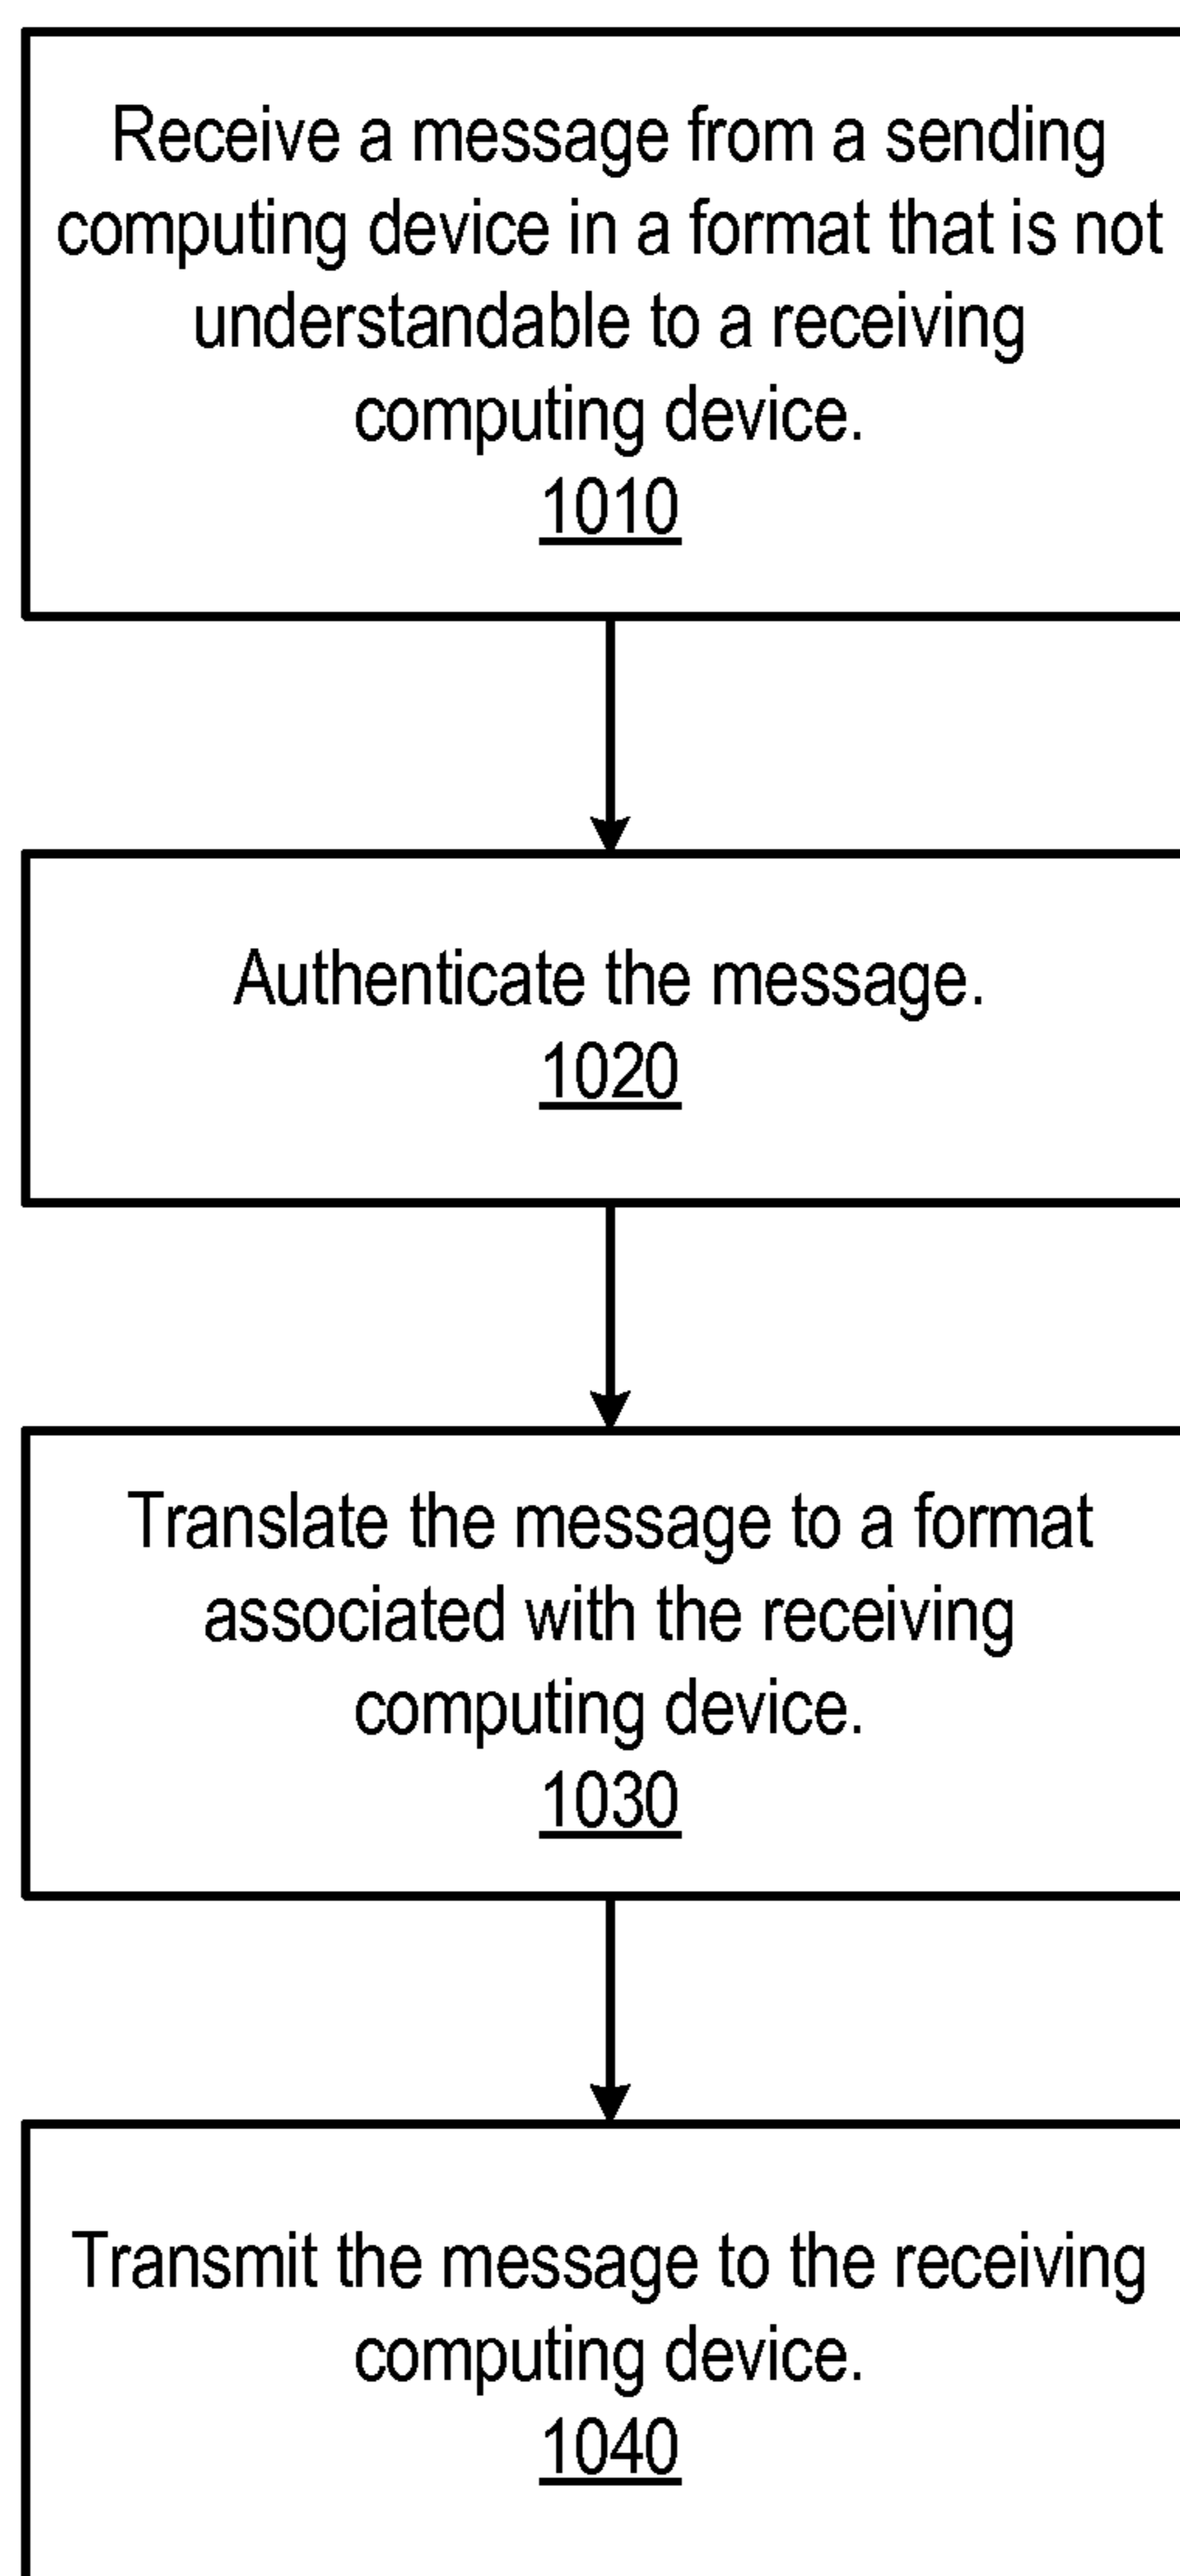 Receive a message from a sending
computing device in a format that is not
understandable to a receiving
computing device.
1010
Authenticate the message.
1020
Translate the message to a format
associated with the receiving
computing device.
1030
Transmit the message to the receiving
computing device.
1040